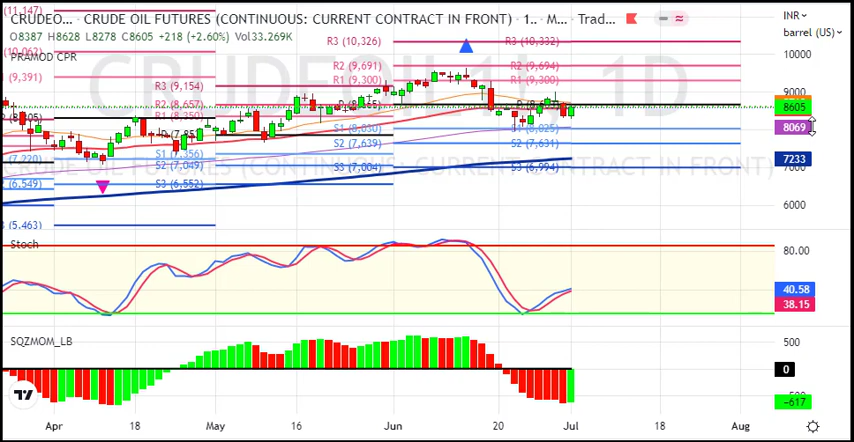 CRUDEO... · CRUDE OIL FUTURES (CONTINUOUS: CURRENT CONTRACT IN FRONT) · 1... · M... · Trad...
O8387 H8628 L8278 C8605 +218 (+2.60%) Vol33.269K
PRAMOD CPR
INR
barrel (US)
(11,147)
(10,062)
(9,391)
(7,220)
(6,549)
(5,463)
R3 (9,154)
R2 (8,657)
S1 (7,356)
S2 (7,049)
S3 (6,552)
R3 (10,326)
R2 (9,691)
R1 (9,300)
S1 (8,030)
S2 (7,639)
S3 (7,004)
R3 (10,332)
R2 (9,694)
R1 (9,300)
S1 (8,025)
S2 (7,631)
S3 (6,994)
10000
9000
8605
8069
7233
7000
6000
Stoch
80.00
40.58
38.15
SQZMOM_LB
500
0
−617
Apr 18 May 16 Jun 20 Jul 18 Aug